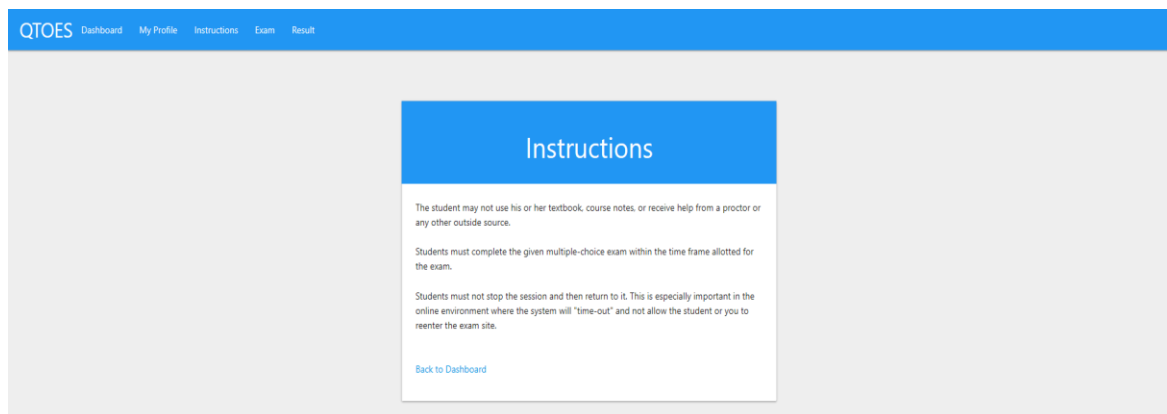 QTOES Dashboard My Profile Instructions Exam Result
Instructions
The student may not use his or her textbook, course notes, or receive help from a proctor or
any other outside source.
Students must complete the given multiple-choice exam within the time frame allotted for
the exam.
Students must not stop the session and then return to it. This is especially important in the
online environment where the system will "time-out" and not allow the student or you to
reenter the exam site.
Back to Dashboard